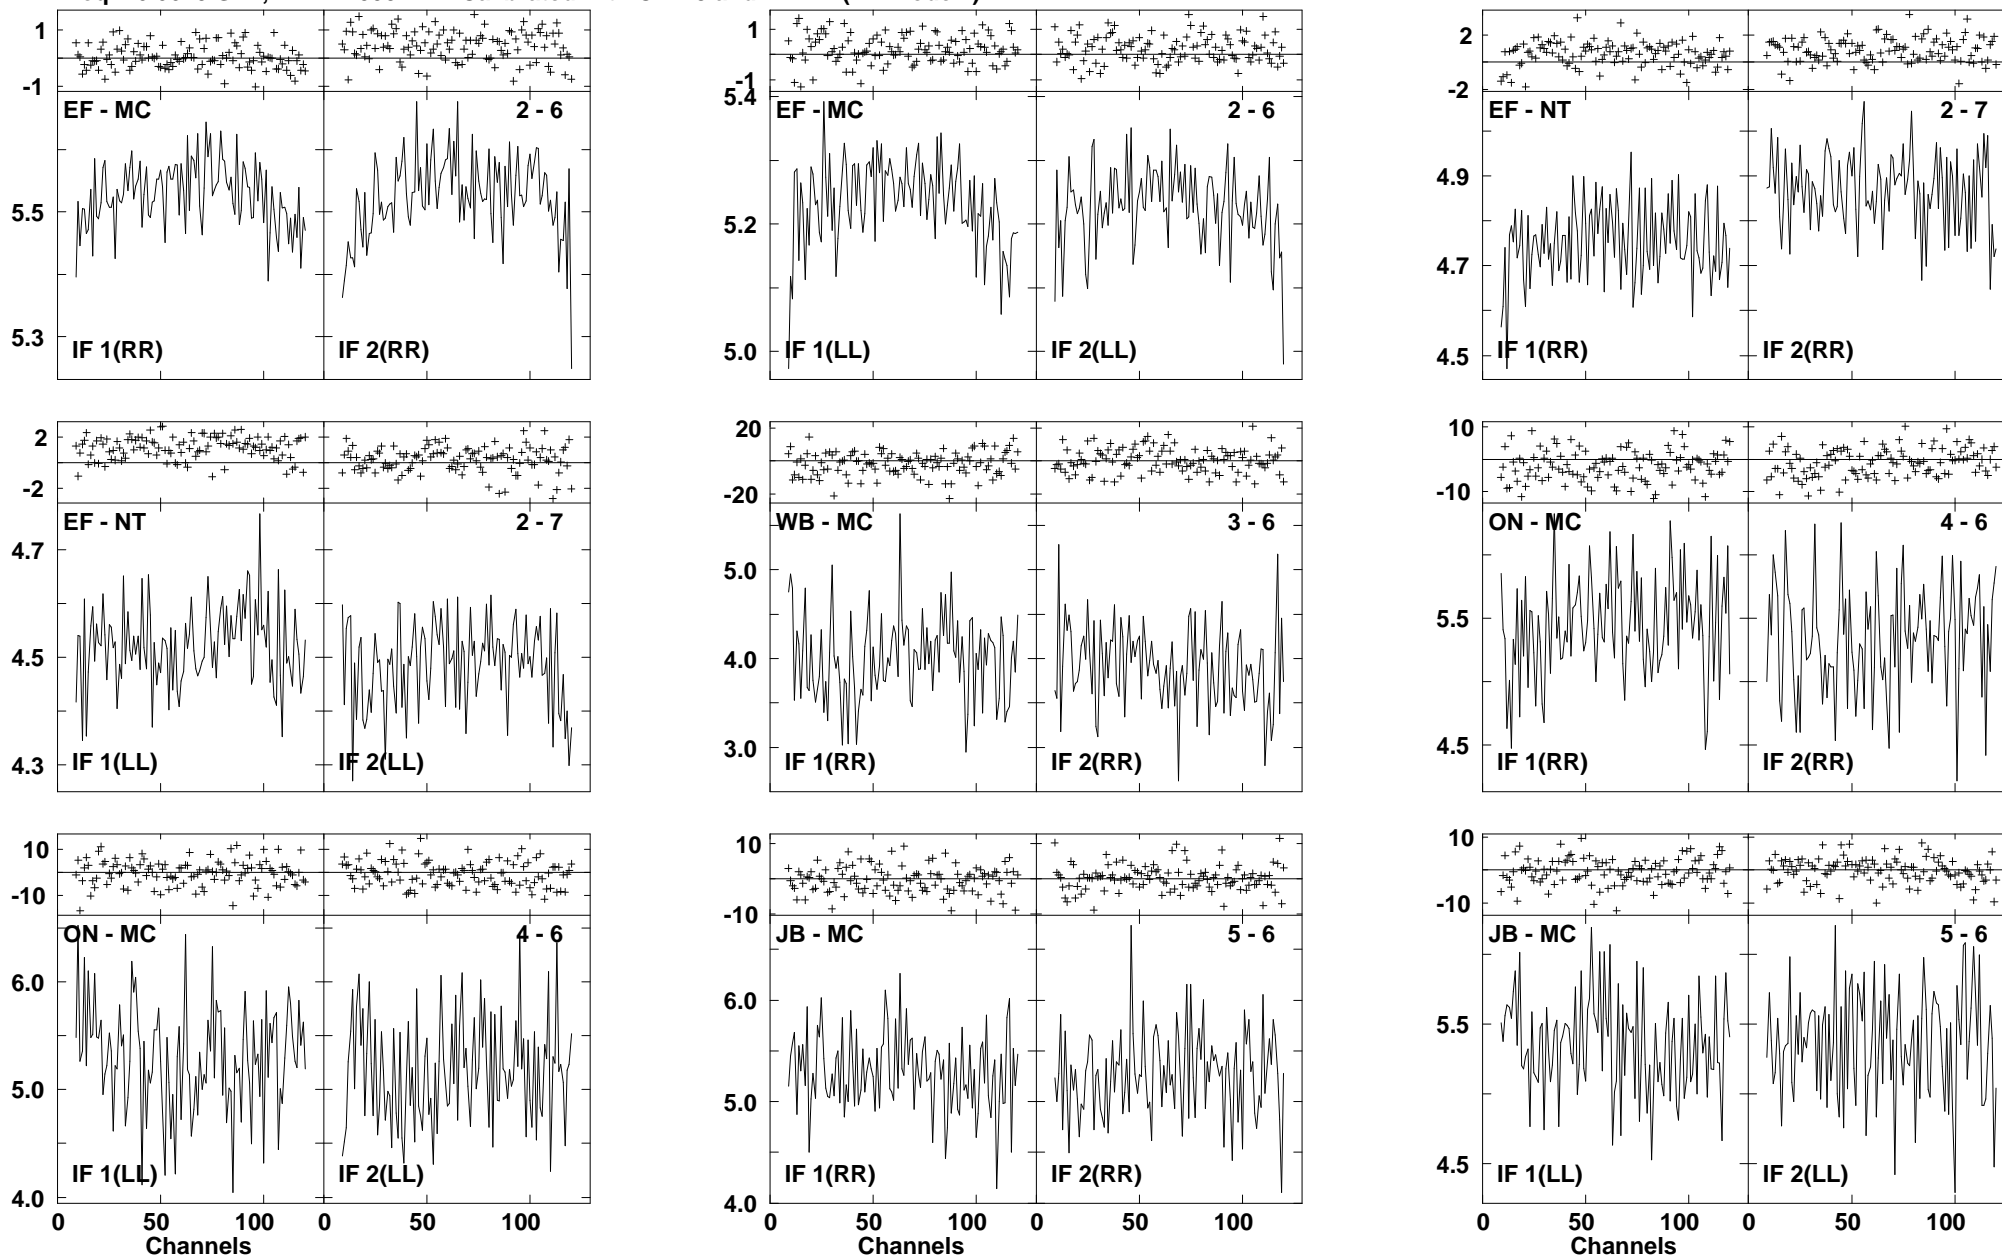 1
-1
EF - MC
2 - 6
5.5
5.3
IF 1(RR)
IF 2(RR)
1
-1
5.4
EF - MC
2 - 6
5.2
5.0
IF 1(LL)
IF 2(LL)
2
-2
EF - NT
2 - 7
4.9
4.7
4.5
IF 1(RR)
IF 2(RR)
2
-2
EF - NT
2 - 7
4.7
4.5
4.3
IF 1(LL)
IF 2(LL)
20
-20
WB - MC
3 - 6
5.0
4.0
3.0
IF 1(RR)
IF 2(RR)
10
-10
ON - MC
4 - 6
5.5
4.5
IF 1(RR)
IF 2(RR)
10
-10
ON - MC
4 - 6
6.0
5.0
4.0
IF 1(LL)
IF 2(LL)
0 50 100 0 50 100
Channels
10
-10
JB - MC
5 - 6
6.0
5.0
4.0
IF 1(RR)
IF 2(RR)
0 50 100 0 50 100
Channels
10
-10
JB - MC
5 - 6
5.5
4.5
IF 1(LL)
IF 2(LL)
0 50 100 0 50 100
Channels